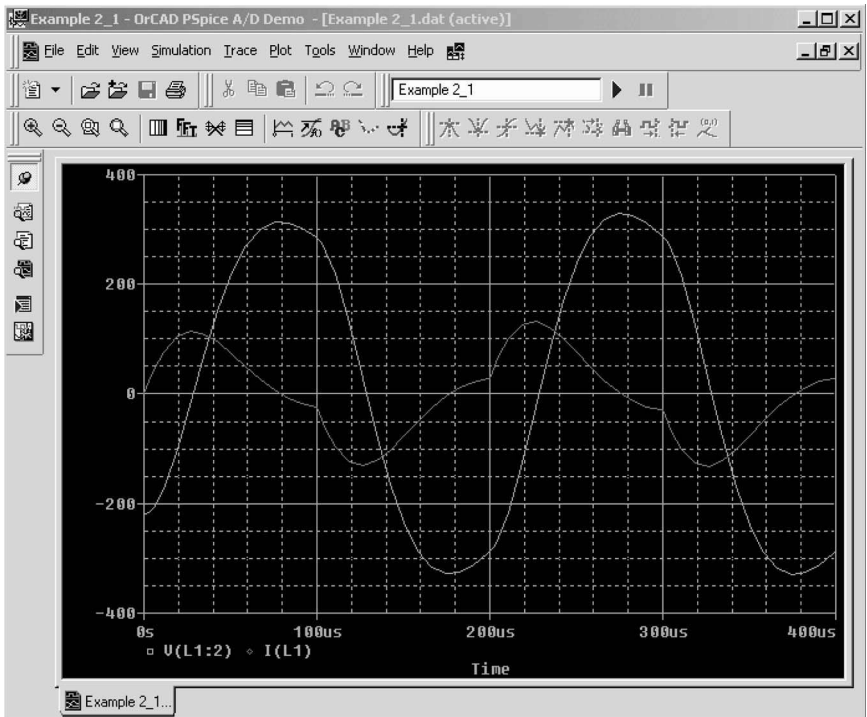 Example 2_1 - OrCAD PSpice A/D Demo - [Example 2_1.dat (active)]
File Edit View Simulation Trace Plot Tools Window Help
Example 2_1
400
200
0
-200
-400
0s 100us 200us 300us 400us
V(L1:2) I(L1)
Time
Example 2_1...